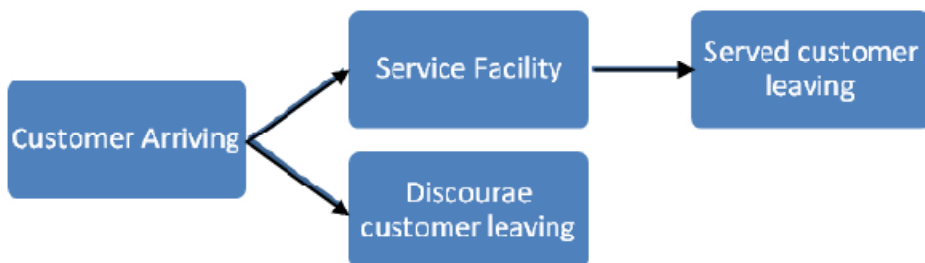 Customer Arriving
Service Facility
Served customer
leaving
Discourae
customer leaving